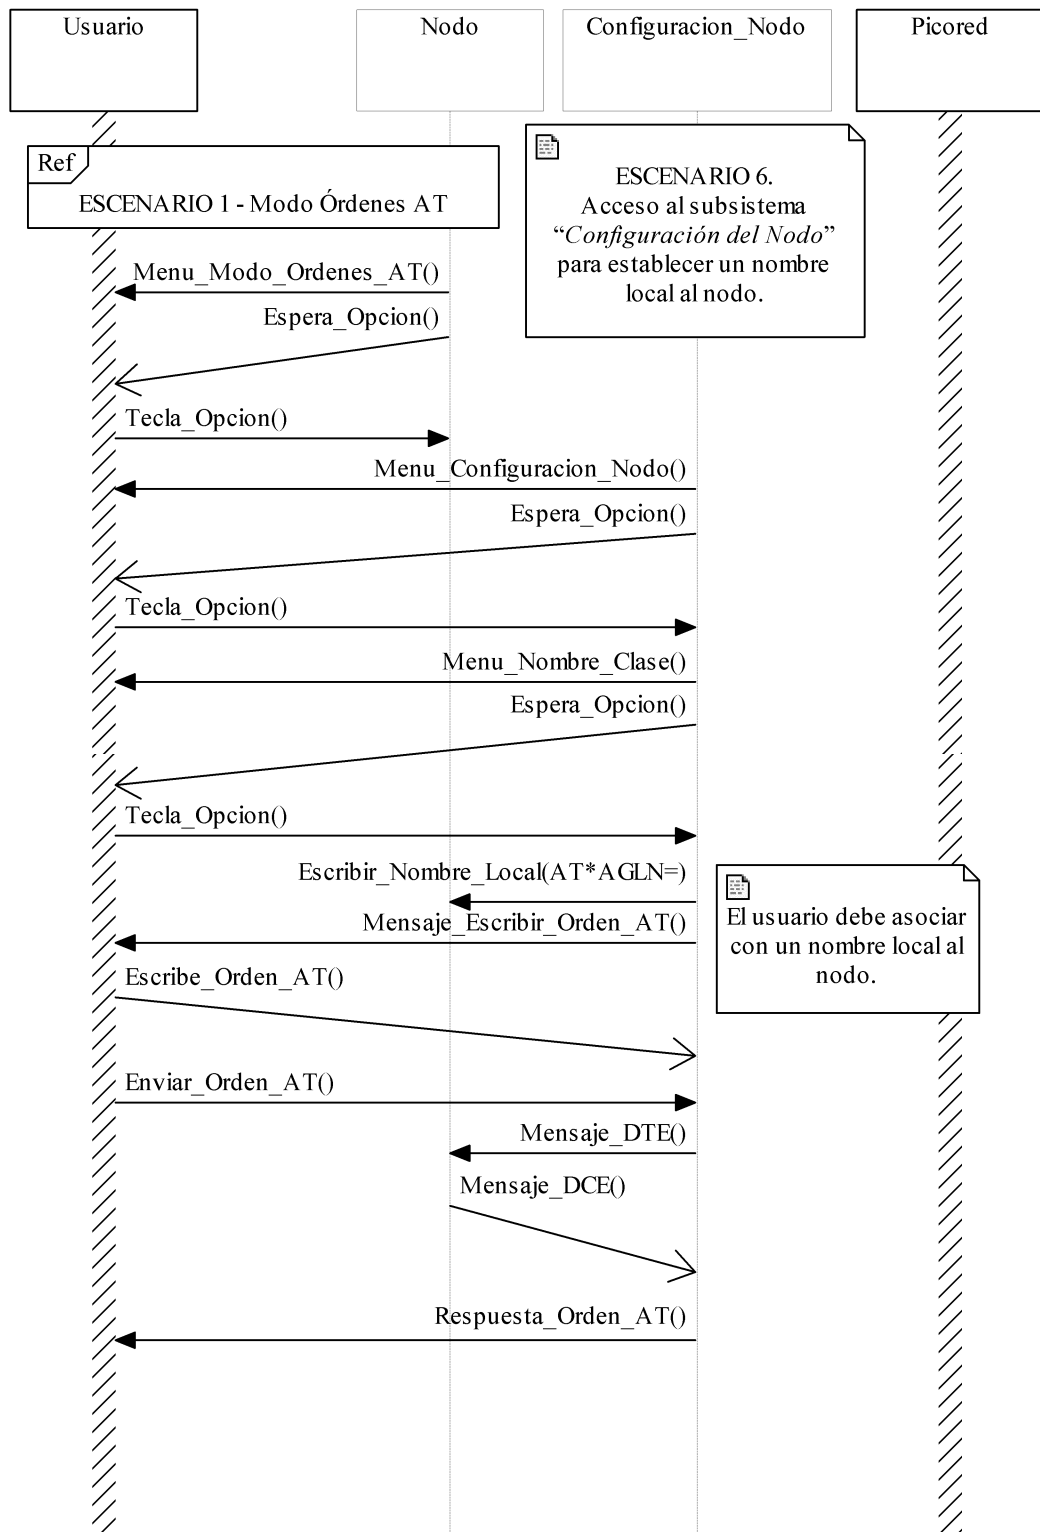 Usuario
Nodo
Configuracion_Nodo
Picored
Ref
ESCENARIO 1 - Modo Órdenes AT
ESCENARIO 6.
Acceso al subsistema
“Configuración del Nodo”
para establecer un nombre
local al nodo.
Menu_Modo_Ordenes_AT()
Espera_Opcion()
Tecla_Opcion()
Menu_Configuracion_Nodo()
Espera_Opcion()
Tecla_Opcion()
Menu_Nombre_Clase()
Espera_Opcion()
Tecla_Opcion()
Escribir_Nombre_Local(AT*AGLN=)
El usuario debe asociar
con un nombre local al
nodo.
Mensaje_Escribir_Orden_AT()
Escribe_Orden_AT()
Enviar_Orden_AT()
Mensaje_DTE()
Mensaje_DCE()
Respuesta_Orden_AT()